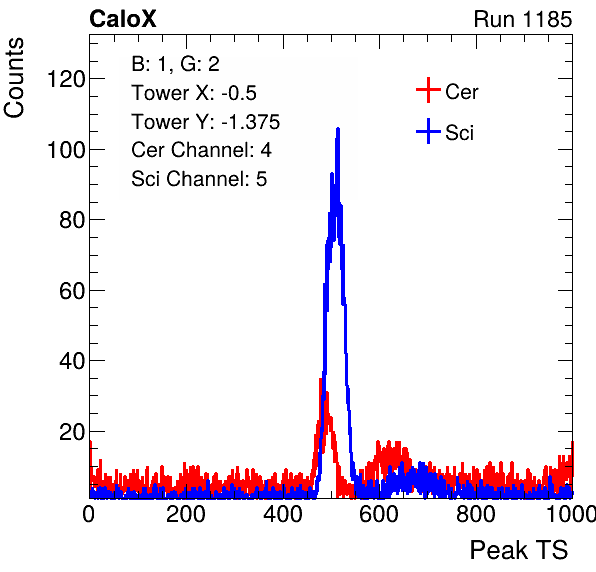 CaloX Run 1185
Counts
B: 1, G: 2
Tower X: -0.5
Tower Y: -1.375
Cer Channel: 4
Sci Channel: 5
Cer
Sci
120
100
80
60
40
20
0 200 400 600 800 1000
Peak TS